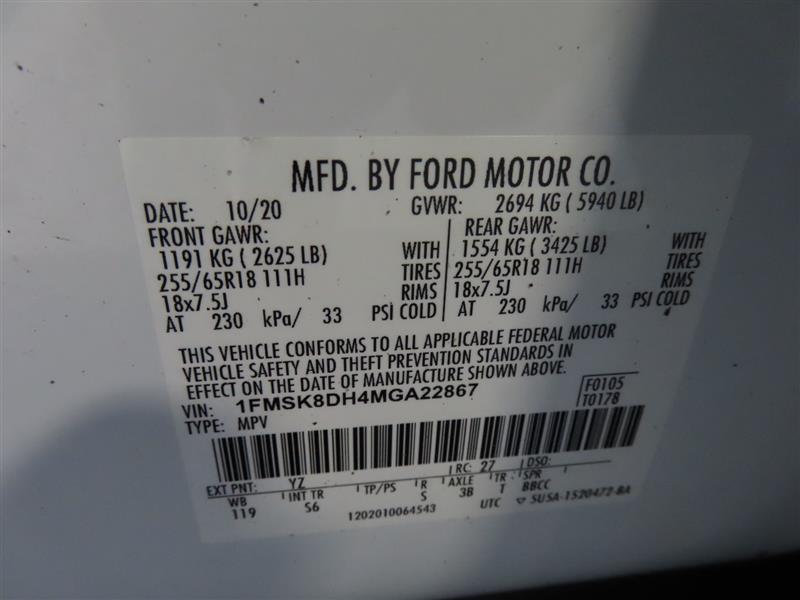 MFD. BY FORD MOTOR CO.
DATE: 10/20 GVWR: 2694 KG ( 5940 LB)
FRONT GAWR: REAR GAWR:
1191 KG ( 2625 LB) WITH 1554 KG ( 3425 LB) WITH
255/65R18 111H TIRES 255/65R18 111H TIRES
18x7.5J RIMS 18x7.5J RIMS
AT 230 kPa/ 33 PSI COLD AT 230 kPa/ 33 PSI COLD
THIS VEHICLE CONFORMS TO ALL APPLICABLE FEDERAL MOTOR
VEHICLE SAFETY AND THEFT PREVENTION STANDARDS IN
EFFECT ON THE DATE OF MANUFACTURE SHOWN ABOVE.
VIN: 1FMSK8DH4MGA22867 F0105
TYPE: MPV T0178
EXT PNT: YZ RC: 27 DSO:
WB INT TR TP/PS R AXLE TR SPR
119 S6 S 3B T BBCC
1202010064543 UTC 5U5A-1520472-BA